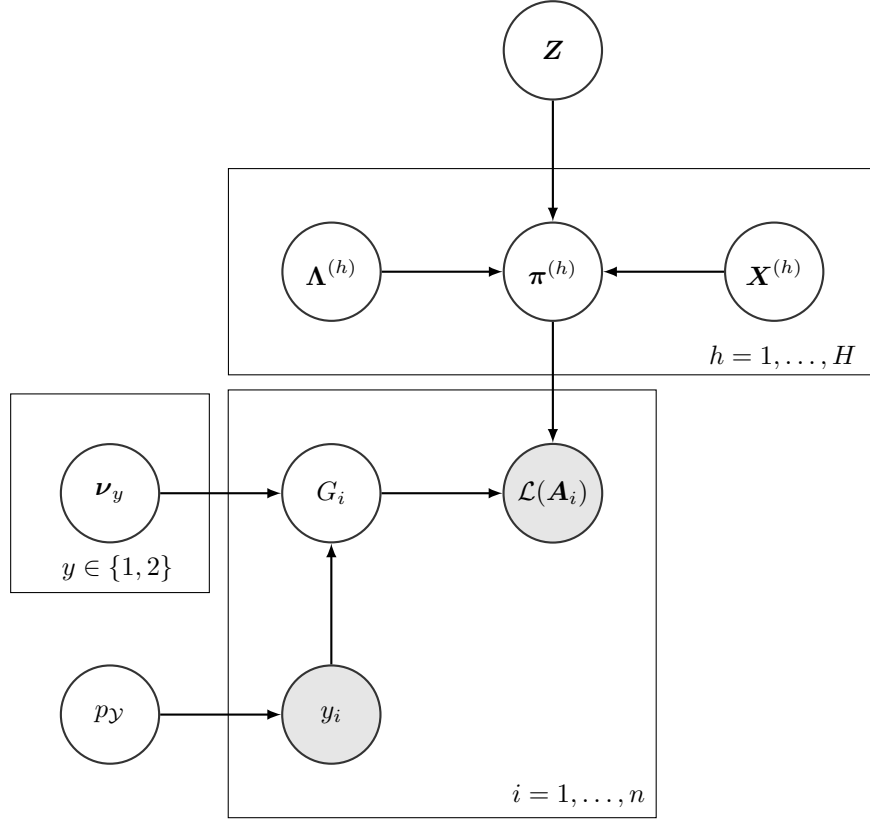 Z
Λ^(h)
π^(h)
X^(h)
h = 1, . . . , H
ν_y
G_i
ℒ(A_i)
y ∈ {1, 2}
p_𝒴
y_i
i = 1, . . . , n